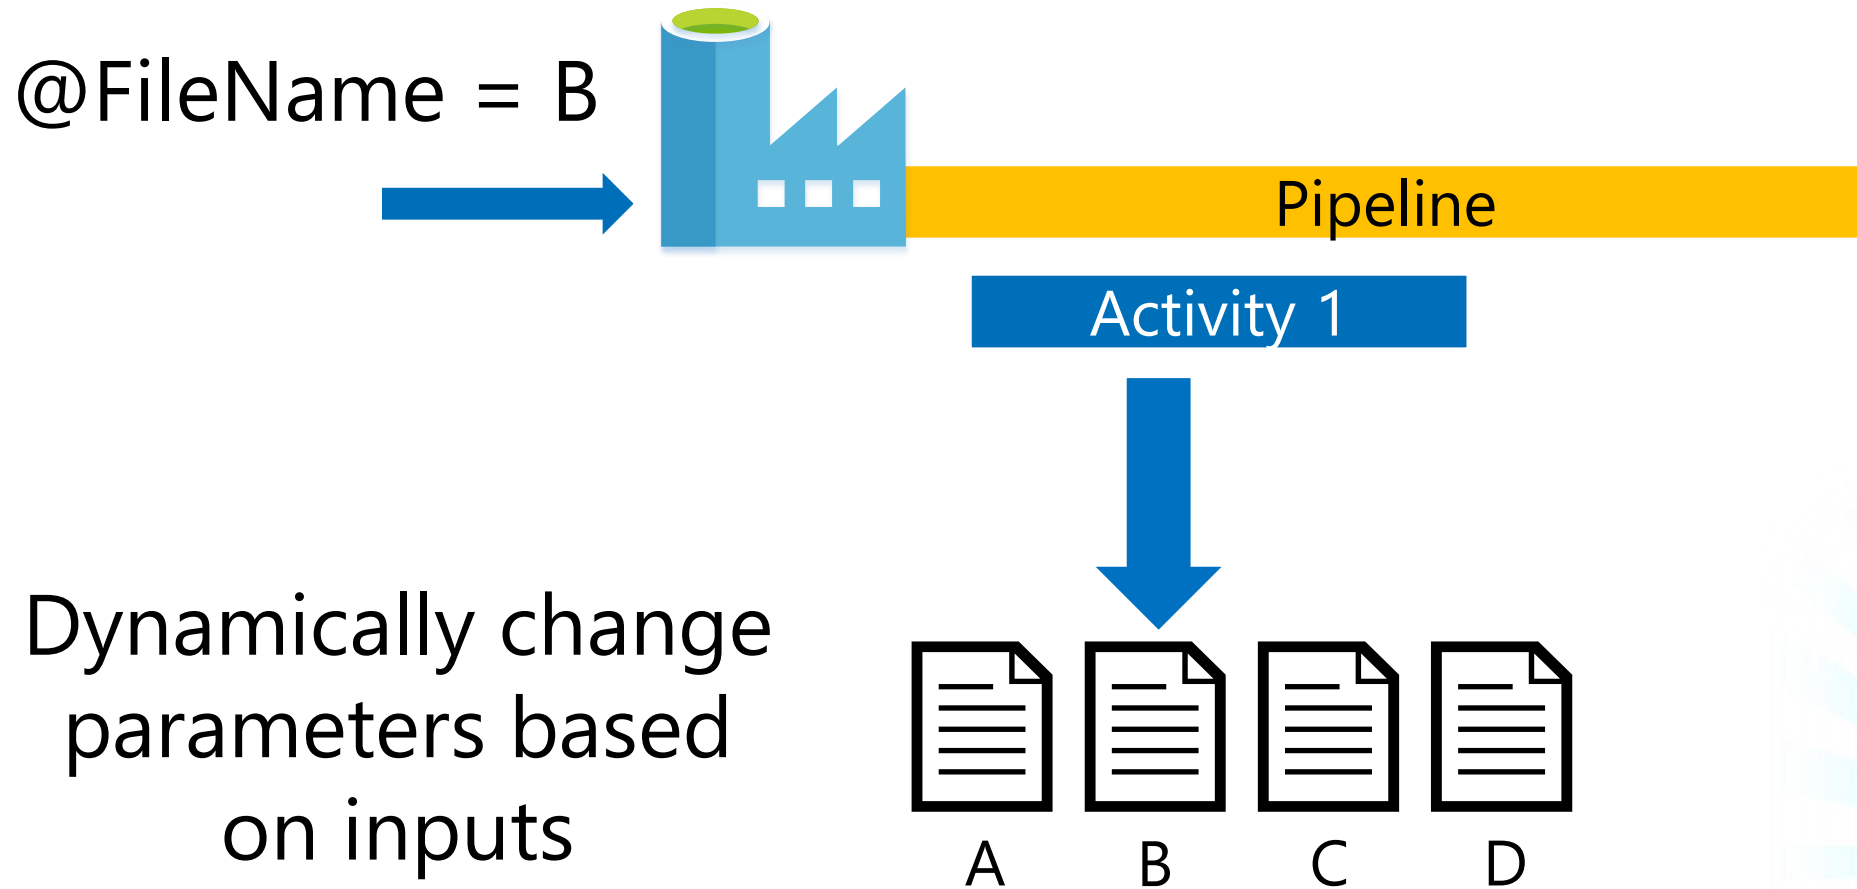 @FileName = B
Pipeline
Activity 1
Dynamically change
parameters based
on inputs
A B C D